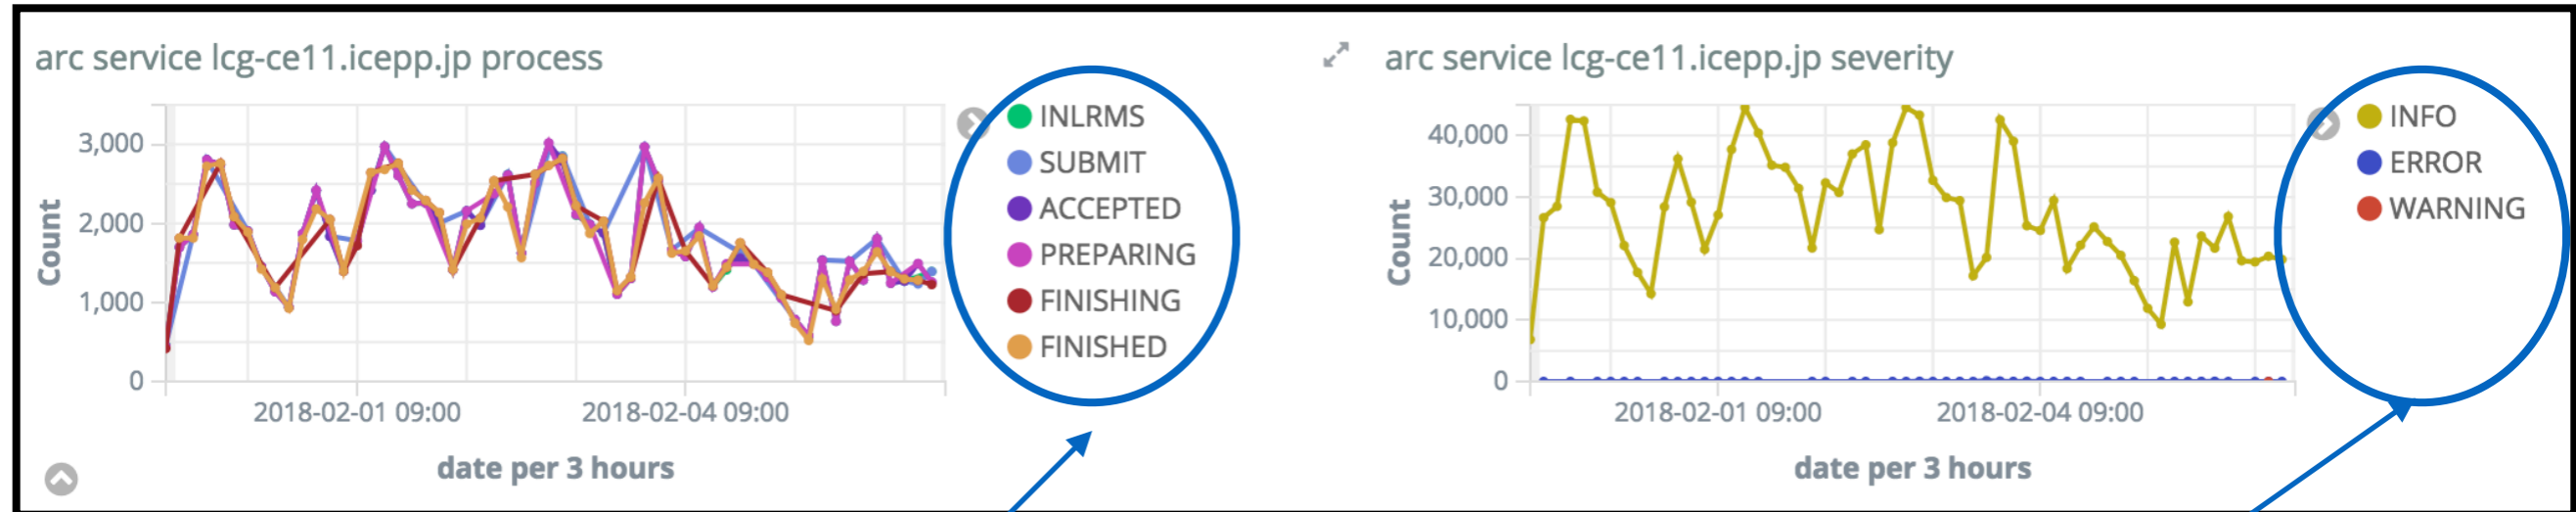 arc service lcg-ce11.icepp.jp process
3,000
2,000
1,000
0
Count
2018-02-01 09:00
2018-02-04 09:00
date per 3 hours
INLRMS
SUBMIT
ACCEPTED
PREPARING
FINISHING
FINISHED
arc service lcg-ce11.icepp.jp severity
40,000
30,000
20,000
10,000
0
Count
2018-02-01 09:00
2018-02-04 09:00
date per 3 hours
INFO
ERROR
WARNING